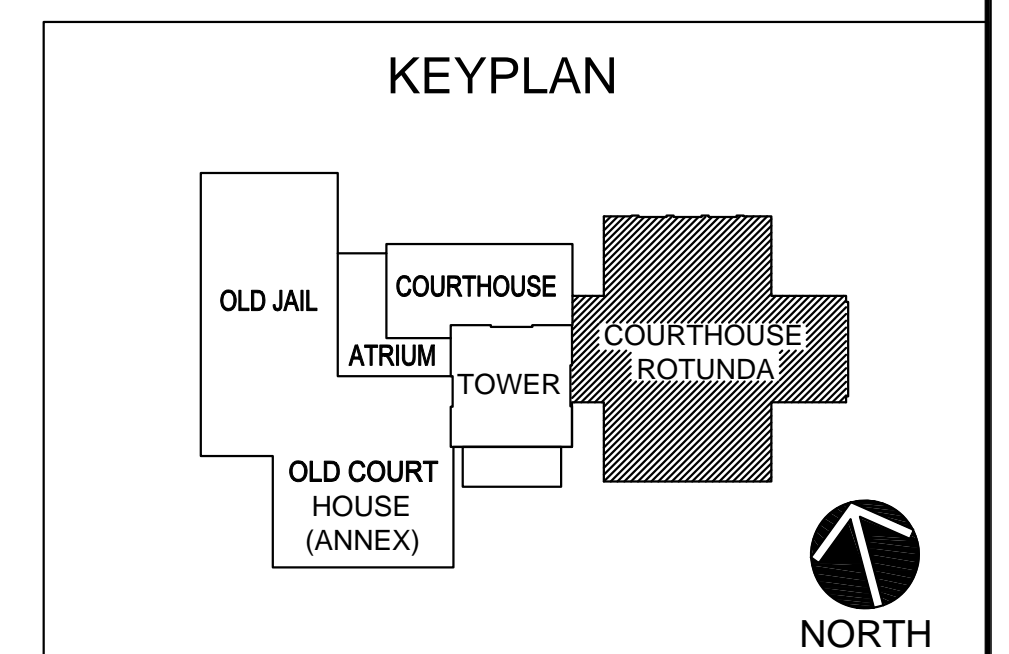 KEYPLAN
OLD JAIL
COURTHOUSE
ATRIUM
TOWER
COURTHOUSE
ROTUNDA
OLD COURT
HOUSE
(ANNEX)
NORTH